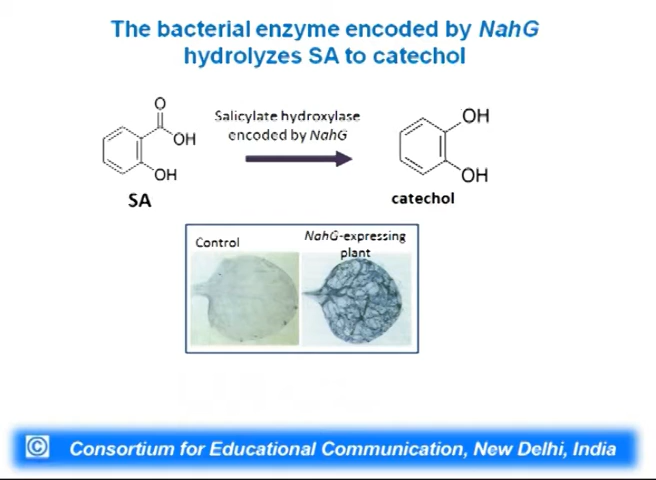 The bacterial enzyme encoded by NahG
hydrolyzes SA to catechol
O
OH
OH
SA
Salicylate hydroxylase
encoded by NahG
OH
OH
catechol
Control
NahG-expressing
plant
© Consortium for Educational Communication, New Delhi, India